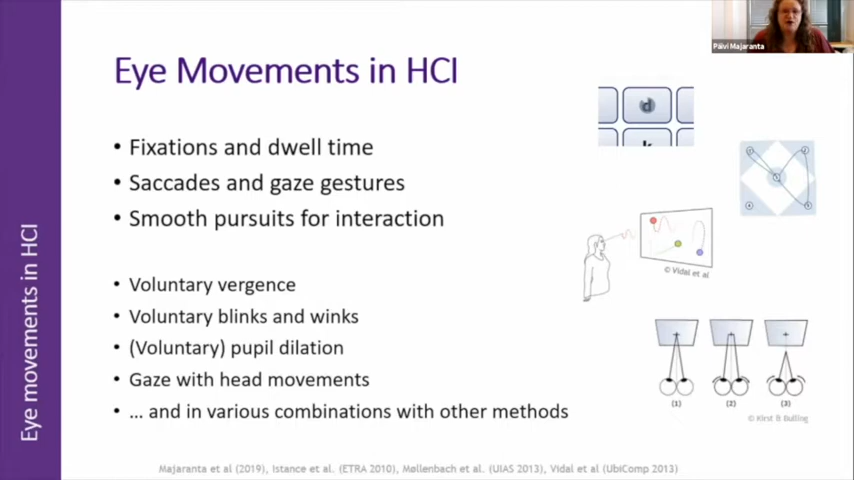 Päivi Majaranta
Eye Movements in HCI
• Fixations and dwell time
• Saccades and gaze gestures
• Smooth pursuits for interaction
• Voluntary vergence
• Voluntary blinks and winks
• (Voluntary) pupil dilation
• Gaze with head movements
• … and in various combinations with other methods
d
k
© Vidal et al
(1) (2) (3)
© Kirst & Bulling
Eye movements in HCI
Majaranta et al (2019), Istance et al. (ETRA 2010), Møllenbach et al. (UIAS 2013), Vidal et al (UbiComp 2013)